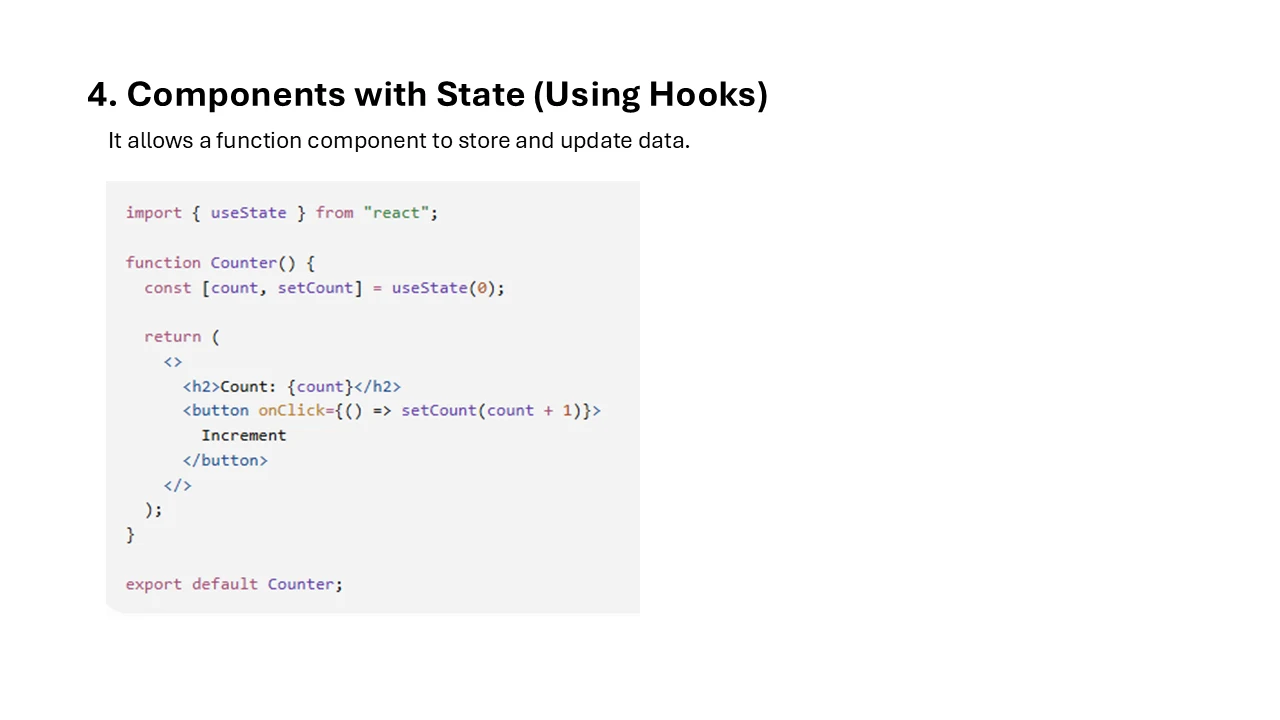 4. Components with State (Using Hooks)
It allows a function component to store and update data.
import { useState } from "react";
function Counter() {
  const [count, setCount] = useState(0);
  return (
    <>
      <h2>Count: {count}</h2>
      <button onClick={() => setCount(count + 1)}>
        Increment
      </button>
    </>
  );
}
export default Counter;